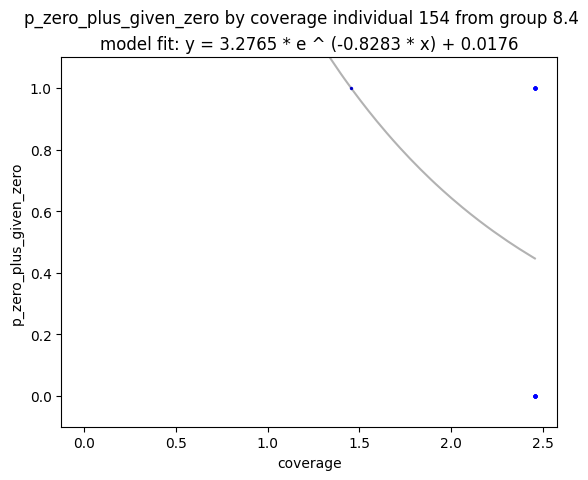 p_zero_plus_given_zero by coverage individual 154 from group 8.4
model fit: y = 3.2765 * e ^ (-0.8283 * x) + 0.0176
1.0
0.8
0.6
0.4
0.2
0.0
p_zero_plus_given_zero
0.0 0.5 1.0 1.5 2.0 2.5
coverage